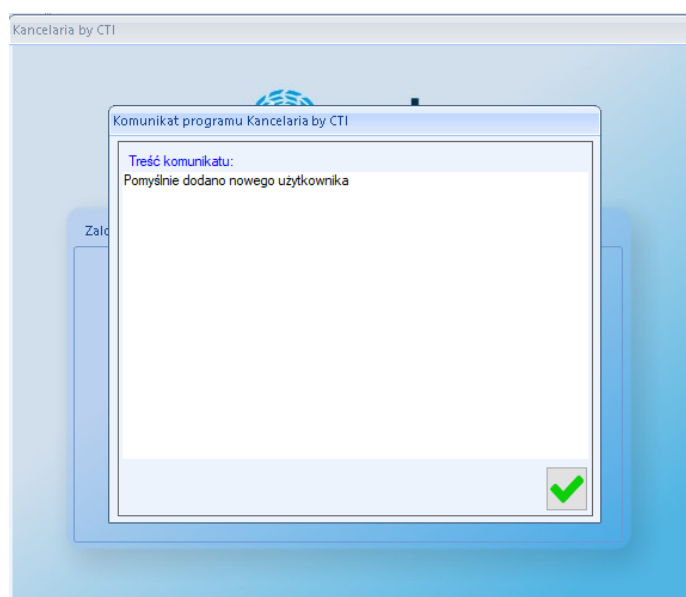 Kancelaria by CTI
Komunikat programu Kancelaria by CTI
Treść komunikatu:
Pomyślnie dodano nowego użytkownika